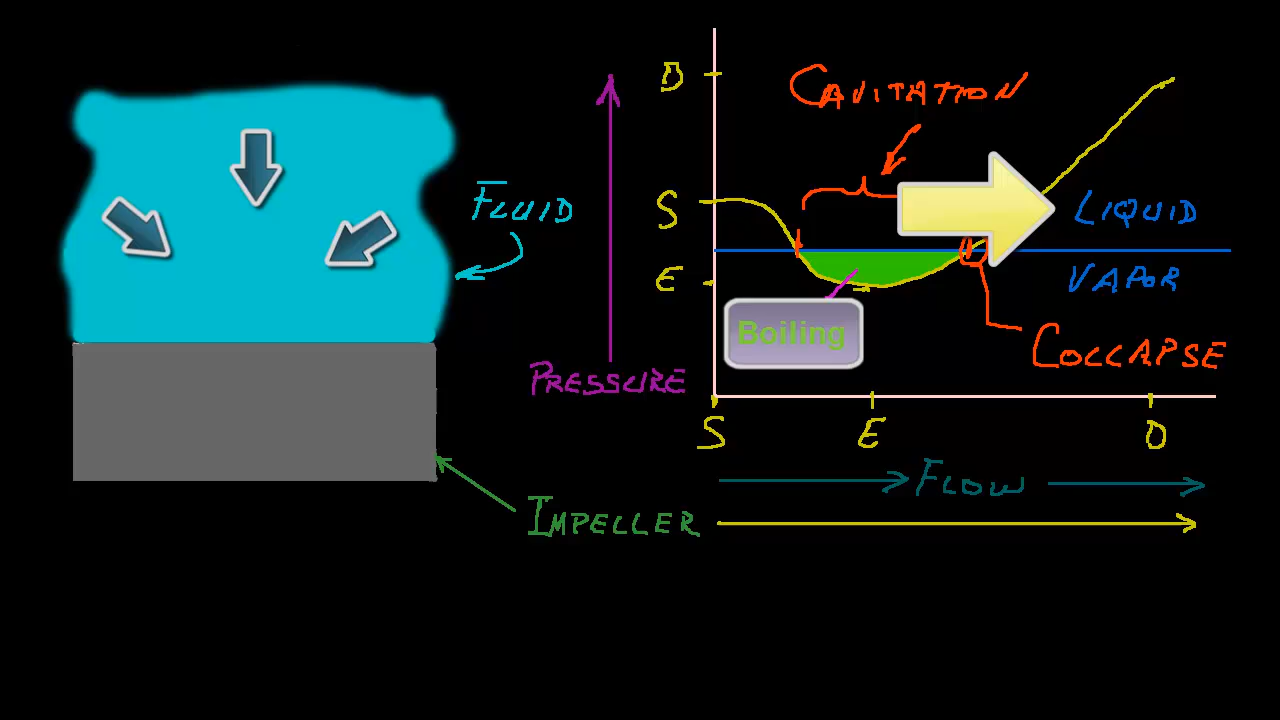 D
CAVITATION
FLUID
S
LIQUID
E
VAPOR
Boiling
COLLAPSE
PRESSURE
S
E
D
FLOW
IMPELLER